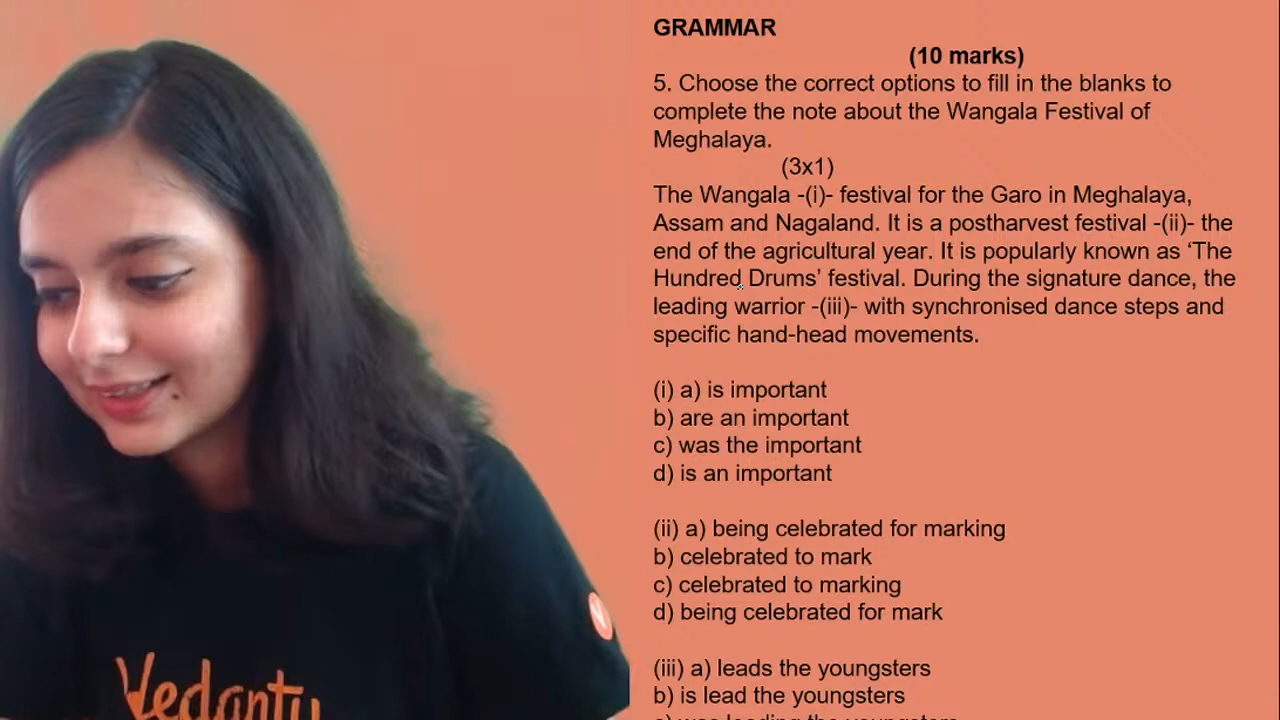 GRAMMAR
(10 marks)
5. Choose the correct options to fill in the blanks to
complete the note about the Wangala Festival of
Meghalaya.
(3x1)
The Wangala -(i)- festival for the Garo in Meghalaya,
Assam and Nagaland. It is a postharvest festival -(ii)- the
end of the agricultural year. It is popularly known as ‘The
Hundred Drums’ festival. During the signature dance, the
leading warrior -(iii)- with synchronised dance steps and
specific hand-head movements.
(i) a) is important
b) are an important
c) was the important
d) is an important
(ii) a) being celebrated for marking
b) celebrated to mark
c) celebrated to marking
d) being celebrated for mark
(iii) a) leads the youngsters
b) is lead the youngsters
c) was leading the youngsters
Vedantu